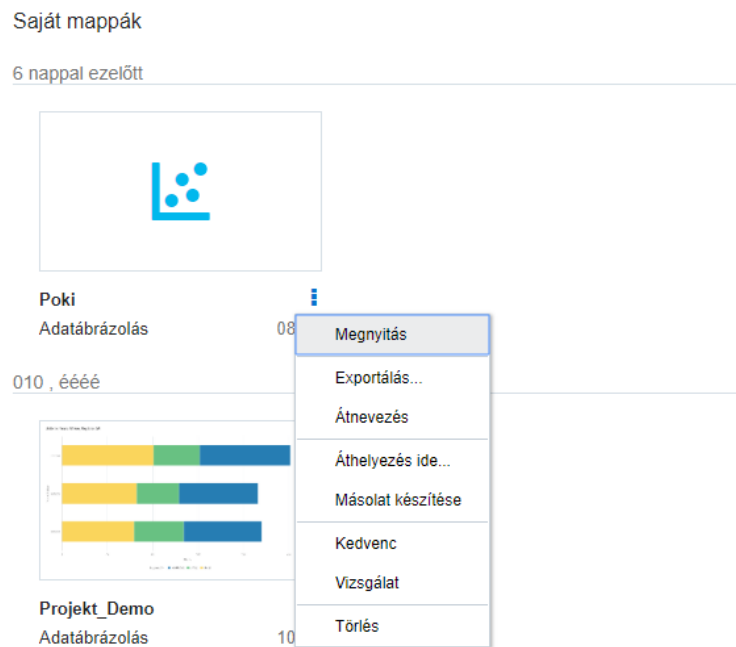 Saját mappák
6 nappal ezelőtt
Poki
Adatábrázolás 08
Megnyitás
Exportálás...
Átnevezés
010 , éééé
Áthelyezés ide...
Másolat készítése
Kedvenc
Vizsgálat
Törlés
Projekt_Demo
Adatábrázolás 10